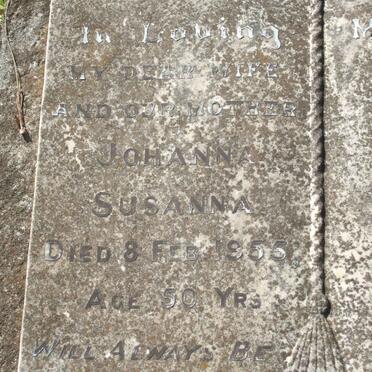 In Loving
My Dear Wife
And Our Mother
Johanna
Susanna
Died 8 Feb. 1955.
Age 50 Yrs
Will Always Be